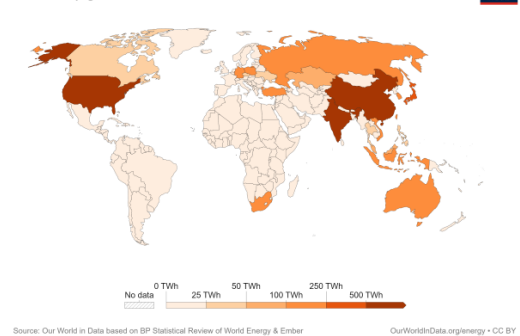 No data
0 TWh
25 TWh
50 TWh
100 TWh
250 TWh
500 TWh
Source: Our World in Data based on BP Statistical Review of World Energy & Ember
OurWorldInData.org/energy • CC BY